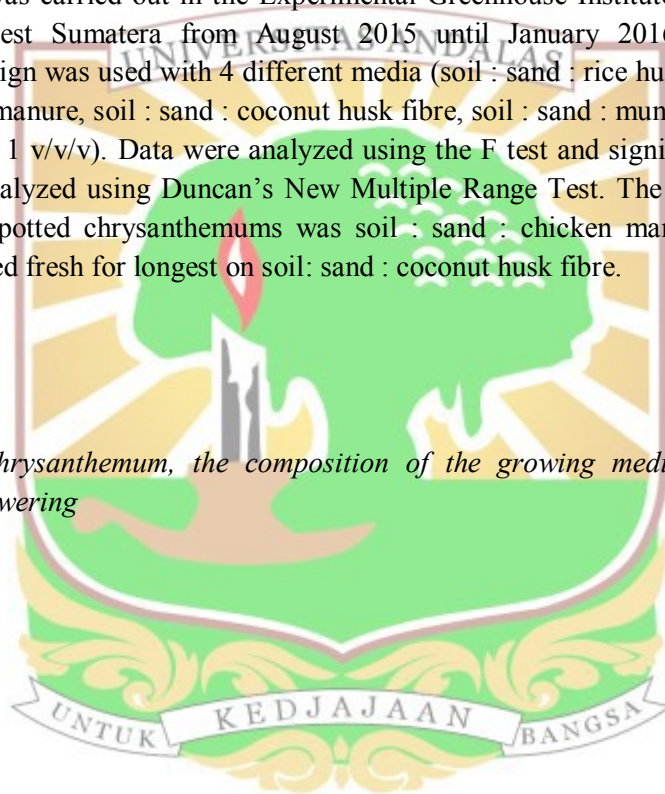 was carried out in the Experimental Greenhouse Institute
est Sumatera from August 2015 until January 2016
UNIVERSITAS ANDALAS
ign was used with 4 different media (soil : sand : rice hu
manure, soil : sand : coconut husk fibre, soil : sand : mun
1 v/v/v). Data were analyzed using the F test and signi
alyzed using Duncan's New Multiple Range Test. The
potted chrysanthemums was soil : sand : chicken mar
ed fresh for longest on soil: sand : coconut husk fibre.
hrysanthemum, the composition of the growing medi
wering
UNTUK KEDJAJAAN BANGSA